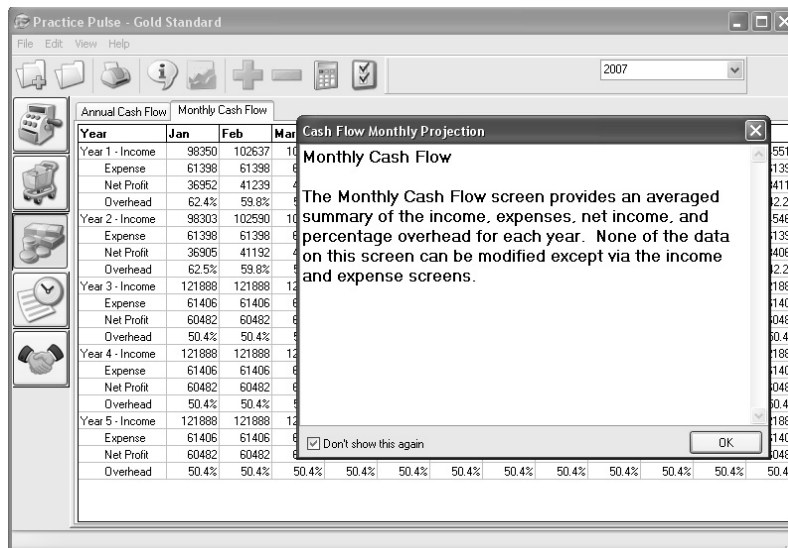 Practice Pulse - Gold Standard
File Edit View Help
2007
Annual Cash Flow Monthly Cash Flow
Year Jan Feb Mar
Year 1 - Income 98350 102637
Expense 61398 61398
Net Profit 36952 41239
Overhead 62.4% 59.8%
Year 2 - Income 98303 102590
Expense 61398 61398
Net Profit 36905 41192
Overhead 62.5% 59.8%
Year 3 - Income 121888 121888
Expense 61406 61406
Net Profit 60482 60482
Overhead 50.4% 50.4%
Year 4 - Income 121888 121888
Expense 61406 61406
Net Profit 60482 60482
Overhead 50.4% 50.4%
Year 5 - Income 121888 121888
Expense 61406 61406
Net Profit 60482 60482
Overhead 50.4% 50.4% 50.4% 50.4% 50.4% 50.4% 50.4% 50.4% 50.4% 50.4% 50.4% 50.4
Cash Flow Monthly Projection
Monthly Cash Flow
The Monthly Cash Flow screen provides an averaged
summary of the income, expenses, net income, and
percentage overhead for each year. None of the data
on this screen can be modified except via the income
and expense screens.
Don't show this again
OK